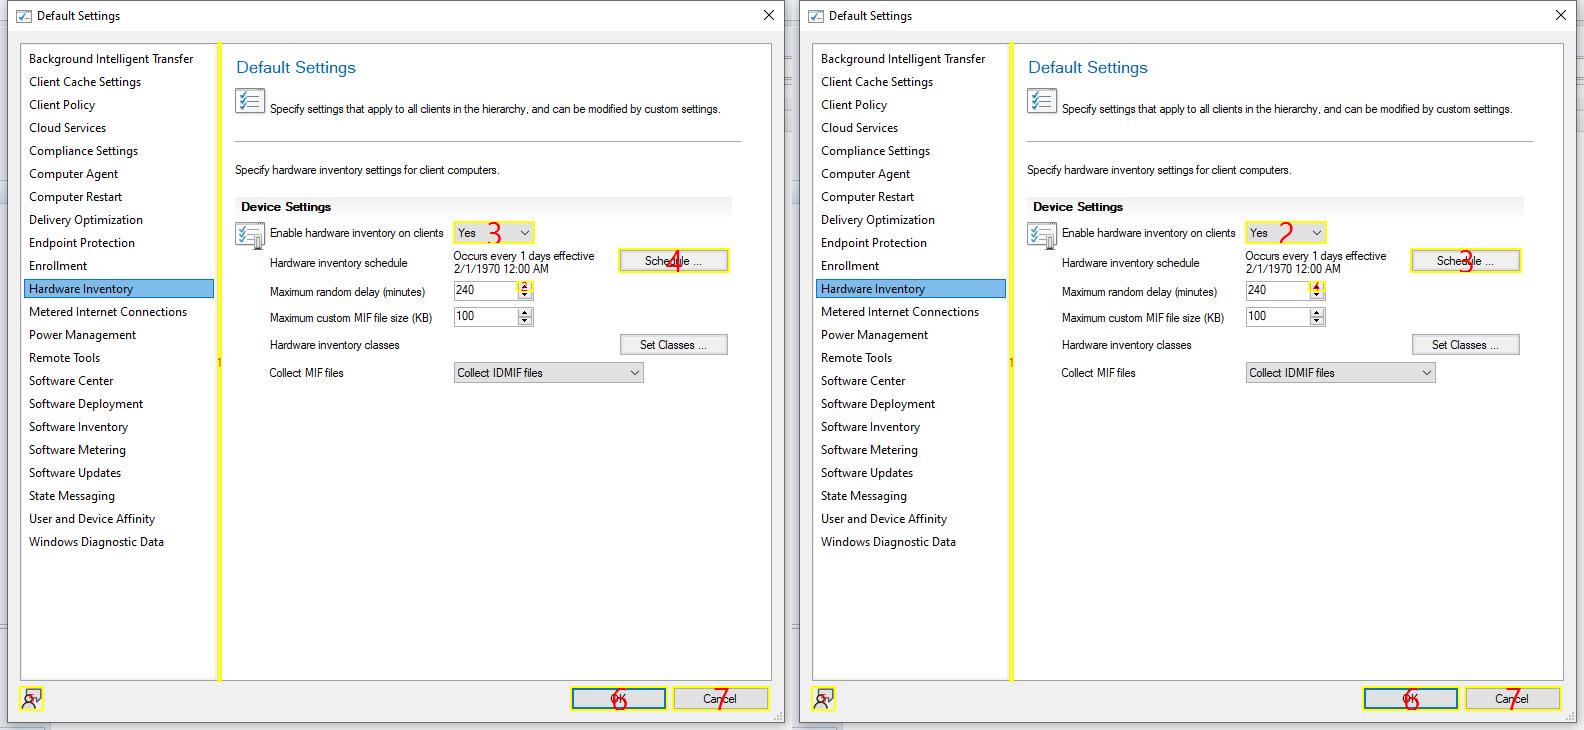 Default Settings
Background Intelligent Transfer
Client Cache Settings
Client Policy
Cloud Services
Compliance Settings
Computer Agent
Computer Restart
Delivery Optimization
Endpoint Protection
Enrollment
Hardware Inventory
Metered Internet Connections
Power Management
Remote Tools
Software Center
Software Deployment
Software Inventory
Software Metering
Software Updates
State Messaging
User and Device Affinity
Windows Diagnostic Data
1
Default Settings
Specify settings that apply to all clients in the hierarchy, and can be modified by custom settings.
Specify hardware inventory settings for client computers.
Device Settings
Enable hardware inventory on clients Yes 3
Hardware inventory schedule Occurs every 1 days effective
2/1/1970 12:00 AM
Schedule ... 4
Maximum random delay (minutes) 240 2
Maximum custom MIF file size (KB) 100
Hardware inventory classes Set Classes ...
Collect MIF files Collect IDMIF files
OK 6 Cancel 7
Default Settings
Background Intelligent Transfer
Client Cache Settings
Client Policy
Cloud Services
Compliance Settings
Computer Agent
Computer Restart
Delivery Optimization
Endpoint Protection
Enrollment
Hardware Inventory
Metered Internet Connections
Power Management
Remote Tools
Software Center
Software Deployment
Software Inventory
Software Metering
Software Updates
State Messaging
User and Device Affinity
Windows Diagnostic Data
1
Default Settings
Specify settings that apply to all clients in the hierarchy, and can be modified by custom settings.
Specify hardware inventory settings for client computers.
Device Settings
Enable hardware inventory on clients Yes 2
Hardware inventory schedule Occurs every 1 days effective
2/1/1970 12:00 AM
Schedule ... 3
Maximum random delay (minutes) 240
Maximum custom MIF file size (KB) 100
Hardware inventory classes Set Classes ...
Collect MIF files Collect IDMIF files
OK 6 Cancel 7